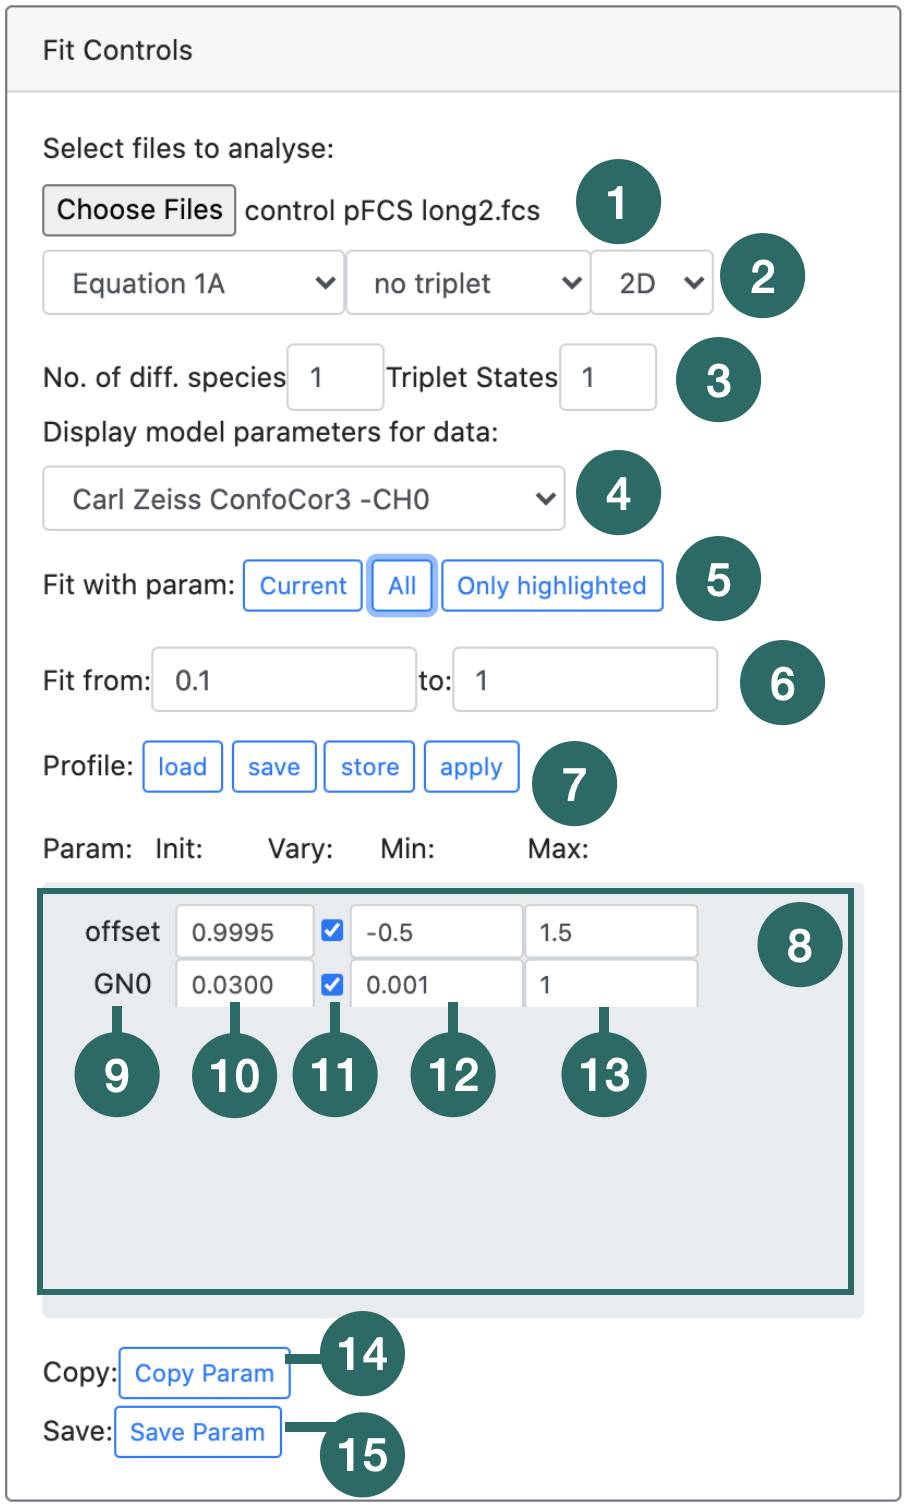 Fit Controls
Select files to analyse:
Choose Files control pFCS long2.fcs 1
Equation 1A no triplet 2D 2
No. of diff. species 1 Triplet States 1 3
Display model parameters for data:
Carl Zeiss ConfoCor3 -CH0 4
Fit with param: Current All Only highlighted 5
Fit from: 0.1 to: 1 6
Profile: load save store apply 7
Param: Init: Vary: Min: Max:
offset 0.9995 -0.5 1.5 8
GN0 0.0300 0.001 1
9 10 11 12 13
Copy: Copy Param 14
Save: Save Param 15